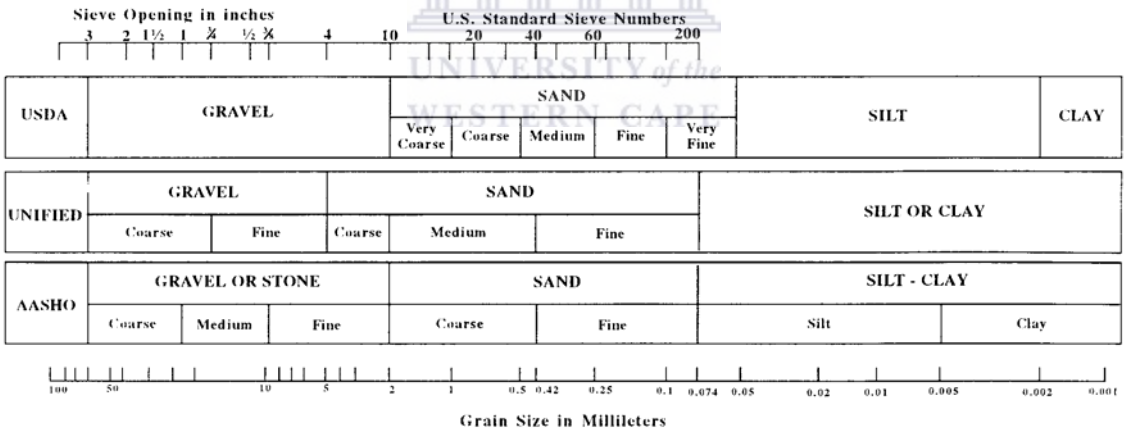 Sieve Opening in inches
U.S. Standard Sieve Numbers
3 2 1½ 1 ¾ ½ ⅜ 4 10 20 40 60 200
UNIVERSITY of the
WESTERN CAPE
USDA GRAVEL SAND SILT CLAY
Very Coarse Coarse Medium Fine Very Fine
UNIFIED GRAVEL SAND SILT OR CLAY
Coarse Fine Coarse Medium Fine
AASHO GRAVEL OR STONE SAND SILT - CLAY
Coarse Medium Fine Coarse Fine Silt Clay
100 50 10 5 2 1 0.5 0.42 0.25 0.1 0.074 0.05 0.02 0.01 0.005 0.002 0.001
Grain Size in Millileters